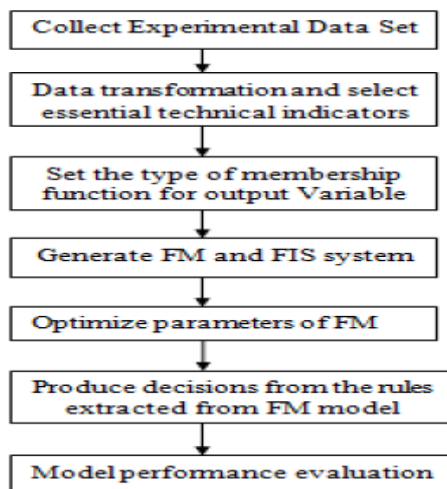 Collect Experimental Data Set
Data transformation and select
essential technical indicators
Set the type of membership
function for output Variable
Generate FM and FIS system
Optimize parameters of FM
Produce decisions from the rules
extracted from FM model
Model performance evaluation